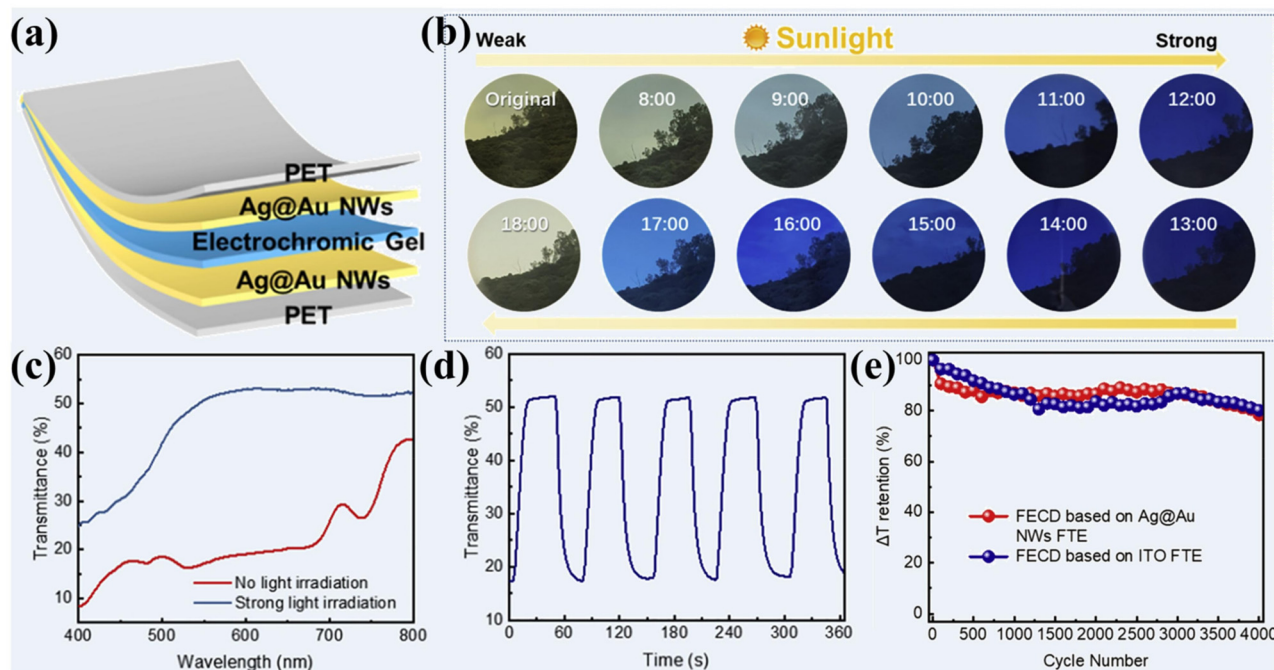 (a)
PET
Ag@Au NWs
Electrochromic Gel
Ag@Au NWs
PET
(b)
Weak
Sunlight
Strong
Original
8:00
9:00
10:00
11:00
12:00
18:00
17:00
16:00
15:00
14:00
13:00
(c)
Transmittance (%)
60
50
40
30
20
10
No light irradiation
Strong light irradiation
400
500
600
700
800
Wavelength (nm)
(d)
Transmittance (%)
60
50
40
30
20
10
0
60
120
180
240
300
360
Time (s)
(e)
ΔT retention (%)
100
80
60
40
20
0
FECD based on Ag@Au
NWs FTE
FECD based on ITO FTE
0
500
1000
1500
2000
2500
3000
3500
4000
Cycle Number